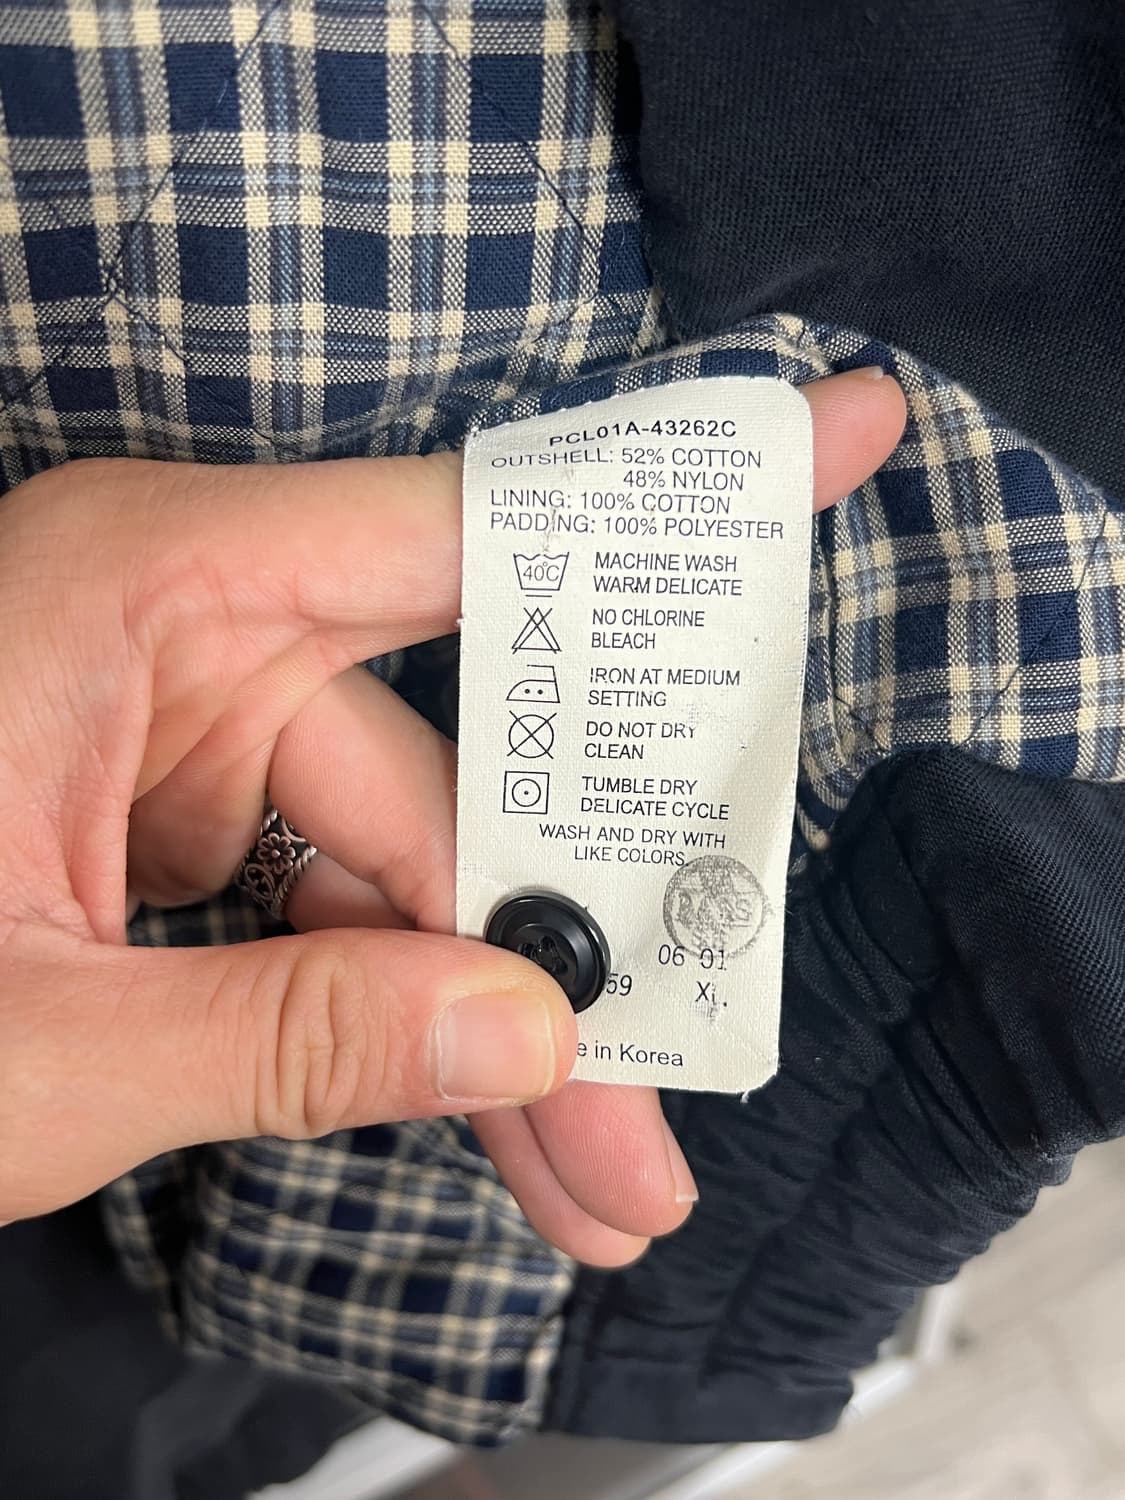 PCL01A-43262C
OUTSHELL: 52% COTTON
48% NYLON
LINING: 100% COTTON
PADDING: 100% POLYESTER
40°C
MACHINE WASH
WARM DELICATE
NO CHLORINE
BLEACH
IRON AT MEDIUM
SETTING
DO NOT DRY
CLEAN
TUMBLE DRY
DELICATE CYCLE
WASH AND DRY WITH
LIKE COLORS
06 01
59
e in Korea